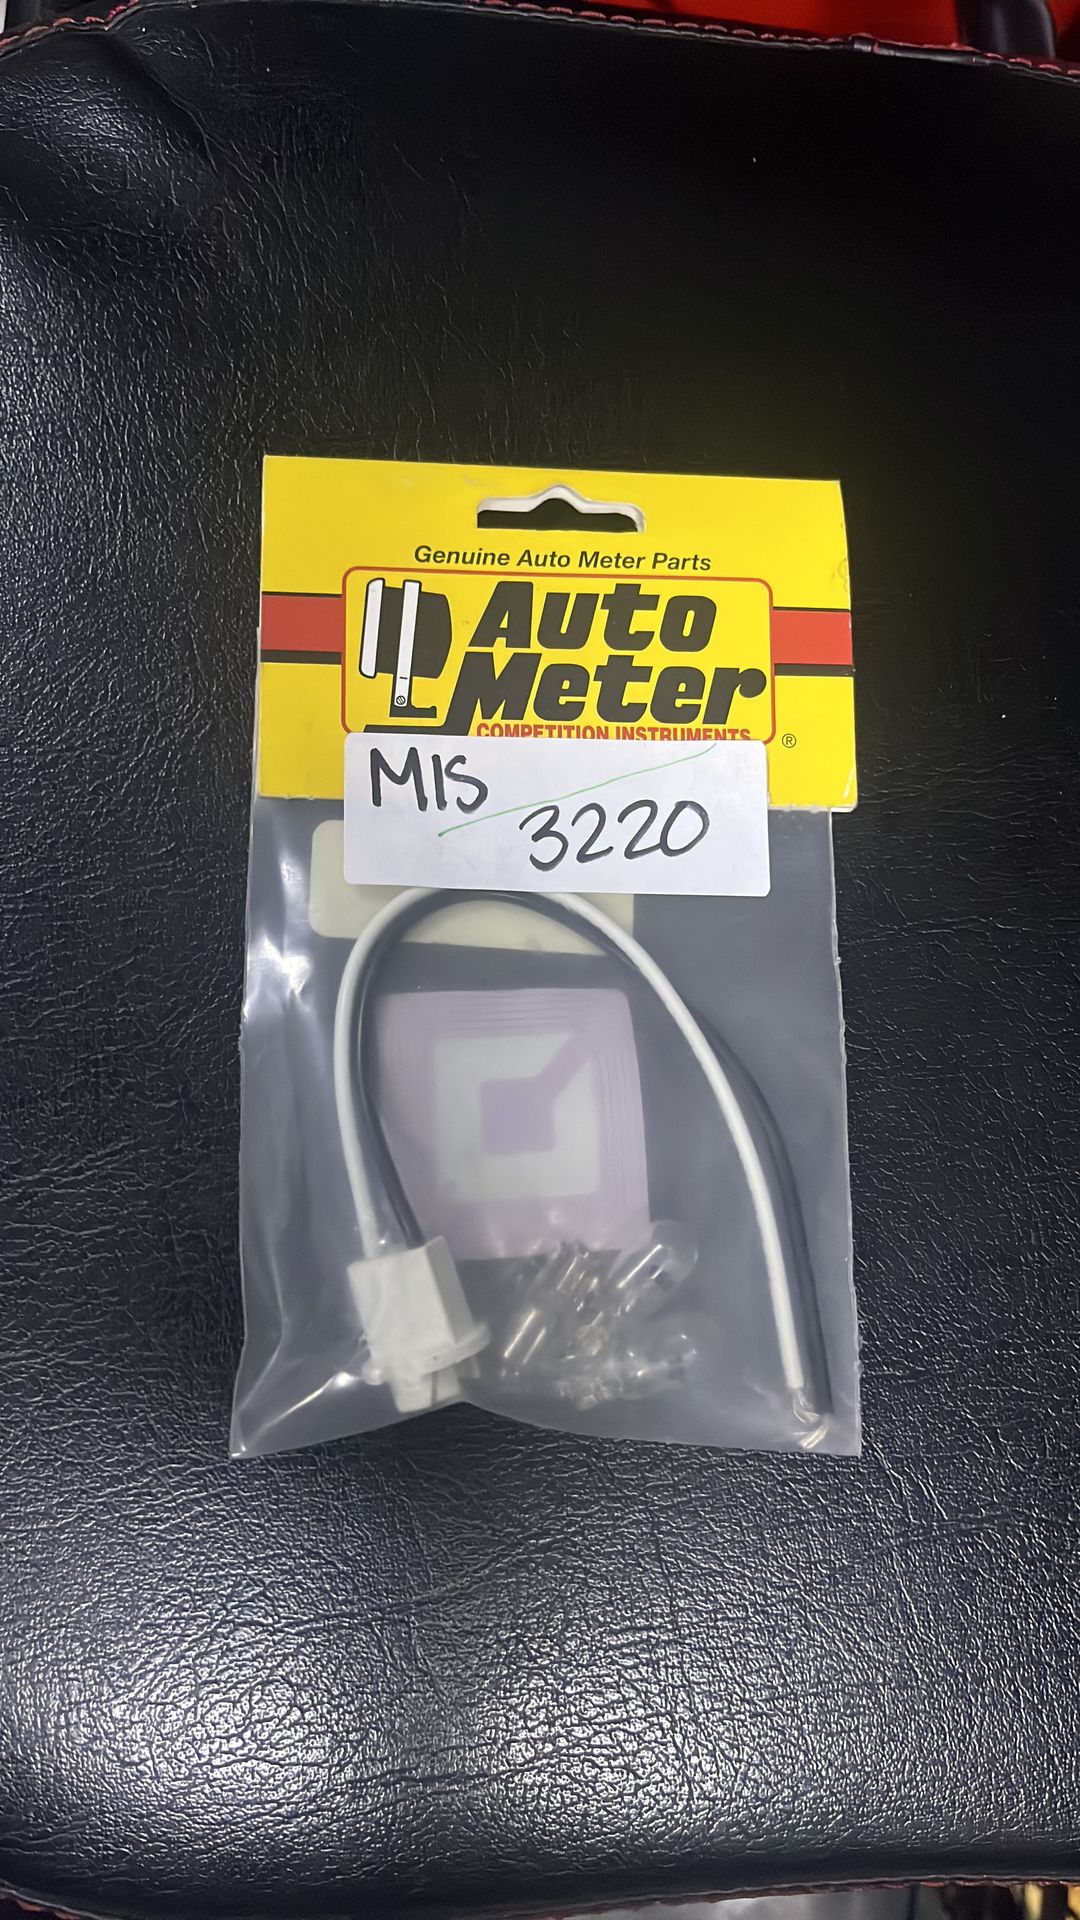 Genuine Auto Meter Parts
Auto
Meter
COMPETITION INSTRUMENTS
®
MIS
3220